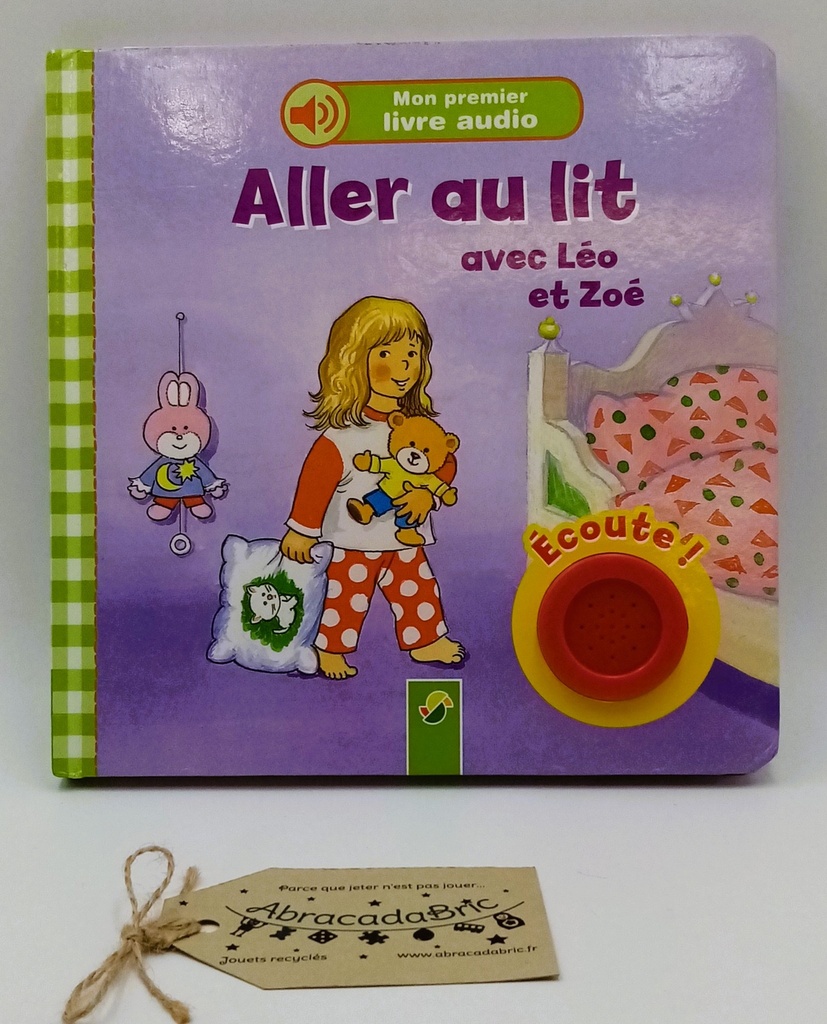 Mon premier
livre audio
Aller au lit
avec Léo
et Zoé
Écoute !
Parce que jeter n'est pas jouer...
AbracadaBric
Jouets recyclés
www.abracadabric.fr